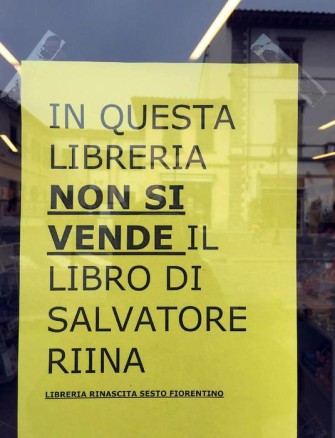 IN QUESTA
LIBRERIA
NON SI
VENDE IL
LIBRO DI
SALVATORE
RIINA
LIBRERIA RINASCITA SESTO FIORENTINO